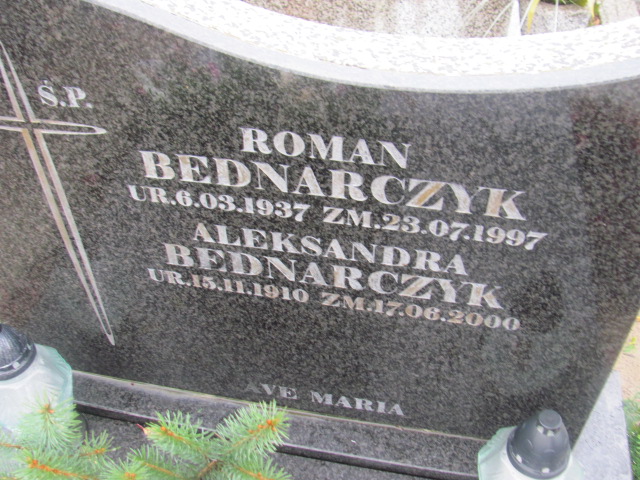 Ś.P.
ROMAN
BEDNARCZYK
UR.6.03.1937 ZM.23.07.1997
ALEKSANDRA
BEDNARCZYK
UR.15.11.1910 ZM.17.06.2000
AVE MARIA